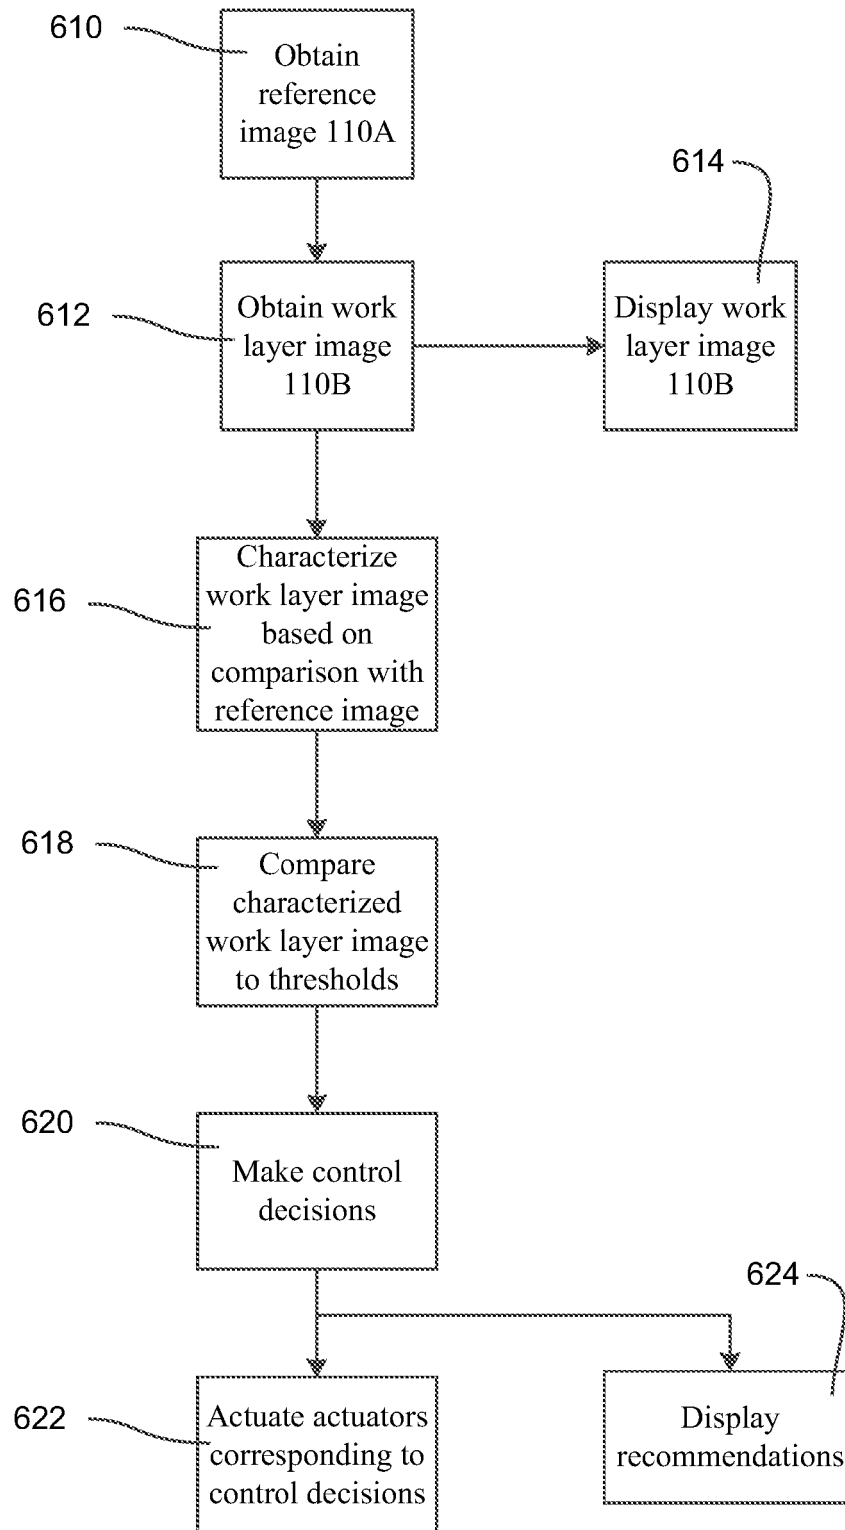 610
Obtain
reference
image 110A
614
612
Obtain work
layer image
110B
Display work
layer image
110B
616
Characterize
work layer image
based on
comparison with
reference image
618
Compare
characterized
work layer image
to thresholds
620
Make control
decisions
624
622
Actuate actuators
corresponding to
control decisions
Display
recommendations